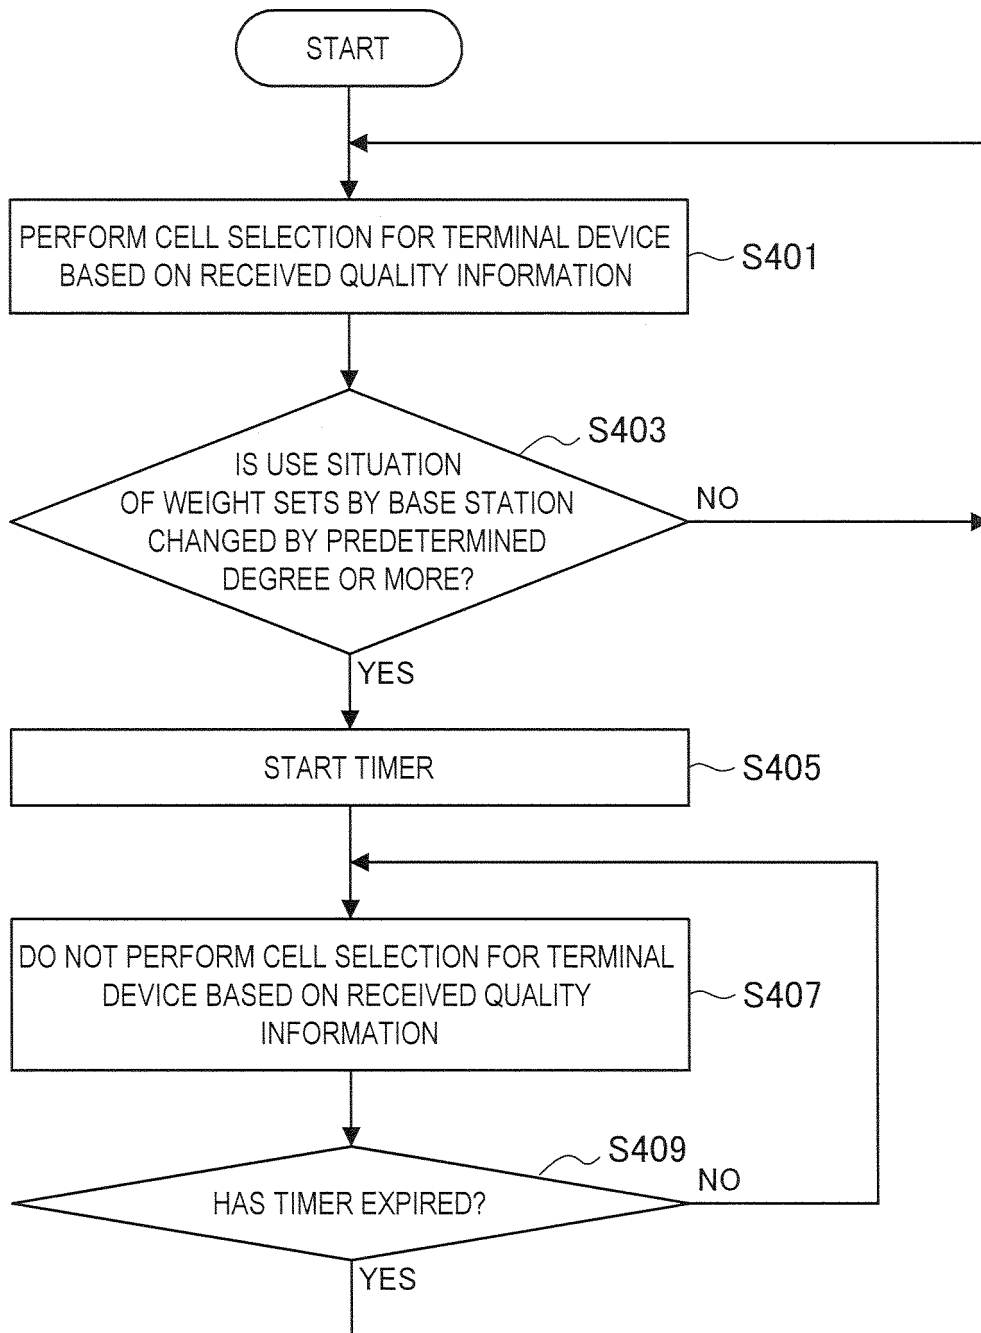 START
PERFORM CELL SELECTION FOR TERMINAL DEVICE
BASED ON RECEIVED QUALITY INFORMATION
S401
S403
IS USE SITUATION
OF WEIGHT SETS BY BASE STATION
CHANGED BY PREDETERMINED
DEGREE OR MORE?
NO
YES
START TIMER
S405
DO NOT PERFORM CELL SELECTION FOR TERMINAL
DEVICE BASED ON RECEIVED QUALITY
INFORMATION
S407
S409
HAS TIMER EXPIRED?
NO
YES